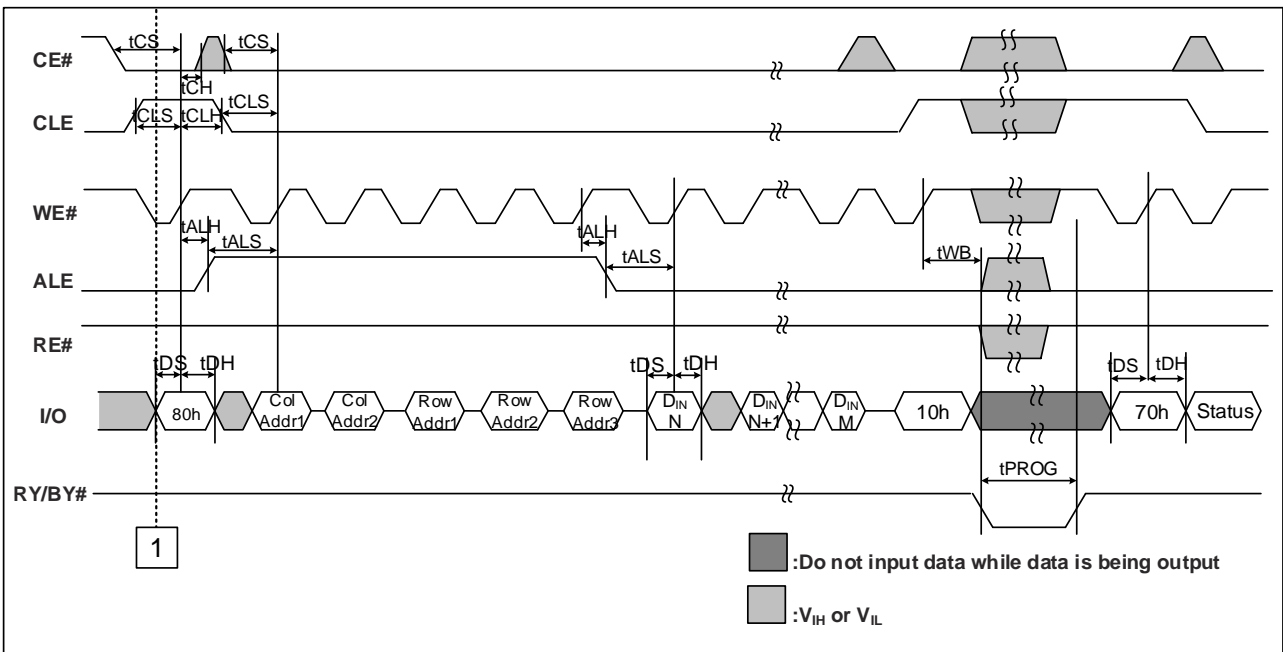 CE#
tCS
tCS
tCH
CLE
tCLS
tCLH
tCLS
WE#
tALH
tALS
tALH
tALS
tWB
ALE
RE#
tDS
tDH
tDS
tDH
tDS
tDH
I/O
80h
Col Addr1
Col Addr2
Row Addr1
Row Addr2
Row Addr3
DIN N
DIN N+1
DIN M
10h
70h
Status
tPROG
RY/BY#
1
:Do not input data while data is being output
:VIH or VIL